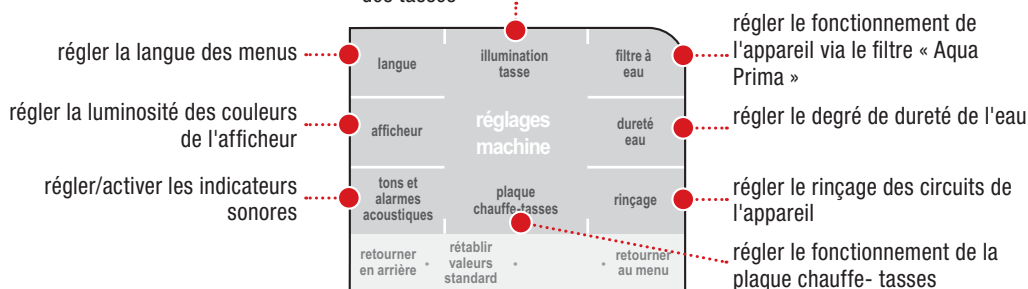 des tasses
régler la langue des menus
régler la luminosité des couleurs
de l'afficheur
régler/activer les indicateurs
sonores
langue
illumination
tasse
filtre à
eau
afficheur
réglages
machine
dureté
eau
tons et
alarmes
acoustiques
plaque
chauffe-tasses
rinçage
retourner
en arrière
rétablir
valeurs
standard
retourner
au menu
régler le fonctionnement de
l'appareil via le filtre « Aqua
Prima »
régler le degré de dureté de l'eau
régler le rinçage des circuits de
l'appareil
régler le fonctionnement de la
plaque chauffe- tasses